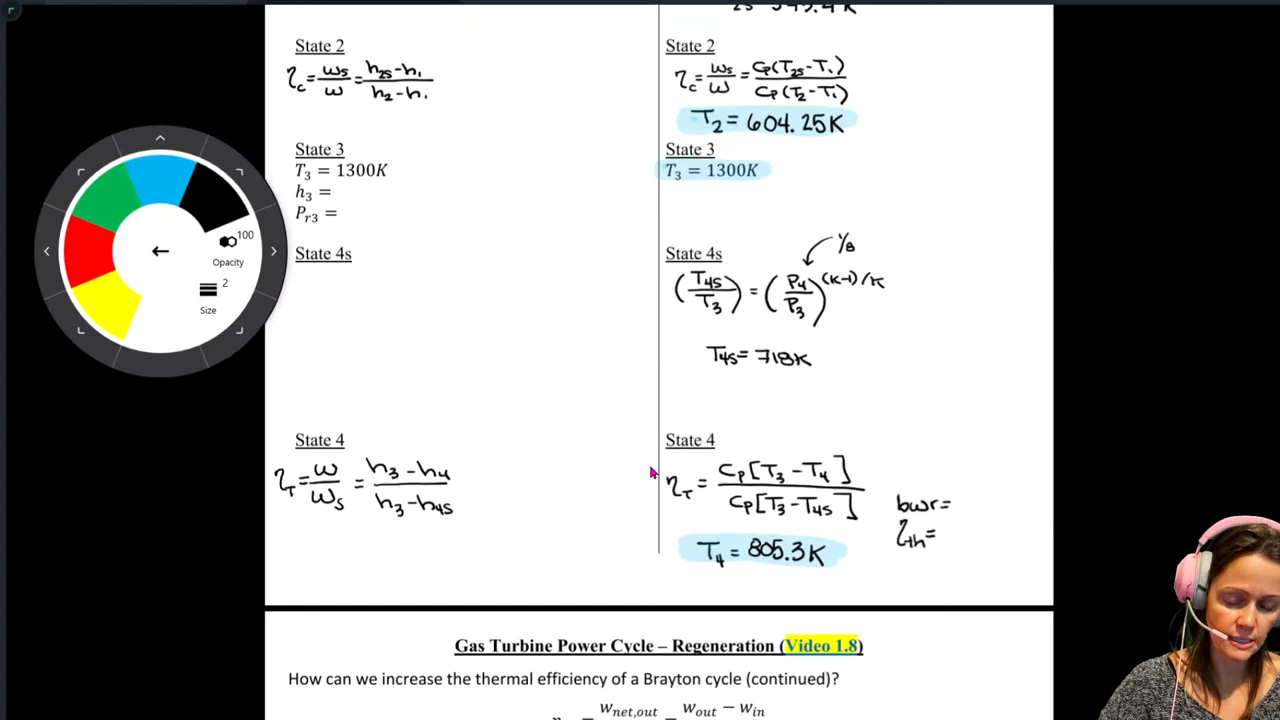 2s 543.4K
State 2
ηc = ws/w = (h2s-h1)/(h2-h1)
State 3
T3 = 1300K
h3 =
Pr3 =
State 4s
State 4
ηT = w/ws = (h3-h4)/(h3-h4s)
State 2
ηc = ws/w = Cp(T2s-T1)/Cp(T2-T1)
T2 = 604.25K
State 3
T3 = 1300K
State 4s
1/8
(T4s/T3) = (P4/P3)^(k-1)/k
T4s = 718K
State 4
ηT = Cp[T3-T4]/Cp[T3-T4s]
bwr=
ηth=
T4 = 805.3K
100
Opacity
2
Size
Gas Turbine Power Cycle – Regeneration (Video 1.8)
How can we increase the thermal efficiency of a Brayton cycle (continued)?
Wnet,out Wout − Win